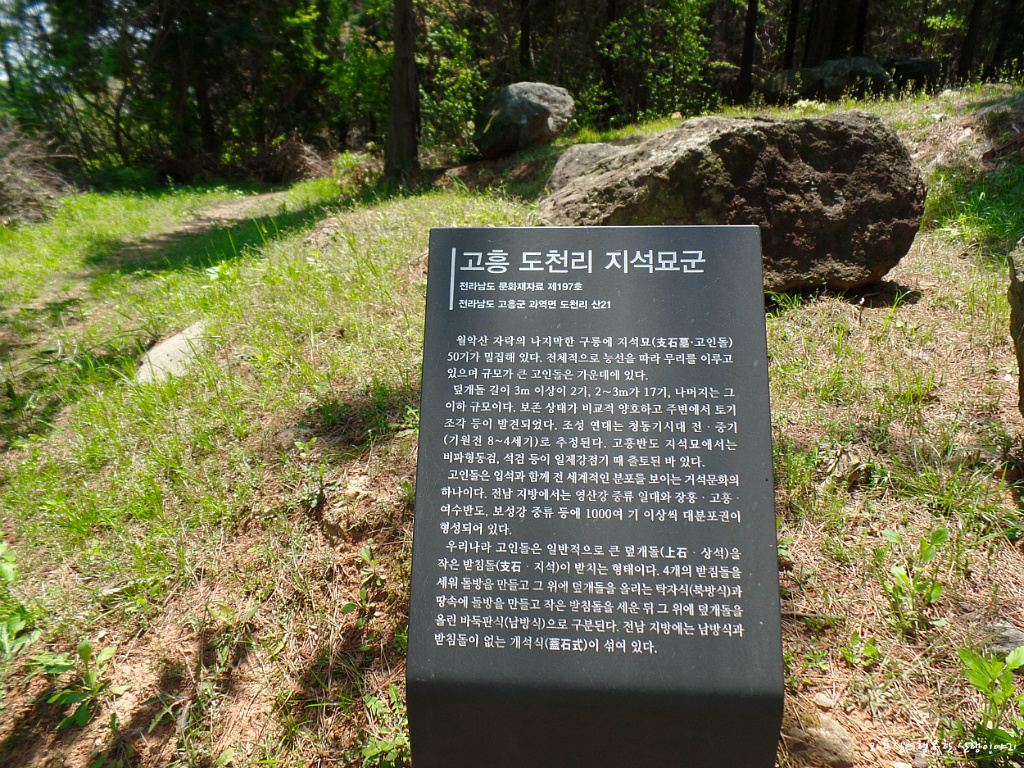 고흥 도천리 지석묘군
전라남도 문화재자료 제197호
전라남도 고흥군 과역면 도천리 산21
월악산 자락의 나지막한 구릉에 지석묘(支石墓·고인돌)
50기가 밀집해 있다. 전체적으로 능선을 따라 무리를 이루고
있으며 규모가 큰 고인돌은 가운데에 있다.
덮개돌 길이 3m 이상이 2기, 2~3m가 17기, 나머지는 그
이하 규모이다. 보존 상태가 비교적 양호하고 주변에서 토기
조각 등이 발견되었다. 조성 연대는 청동기시대 전·중기
(기원전 8~4세기)로 추정된다. 고흥반도 지석묘에서는
비파형동검, 석검 등이 일제강점기 때 출토된 바 있다.
고인돌은 입석과 함께 전 세계적인 분포를 보이는 거석문화의
하나이다. 전남 지방에서는 영산강 중류 일대와 장흥·고흥·
여수반도, 보성강 중류 등에 1000여 기 이상씩 대분포권이
형성되어 있다.
우리나라 고인돌은 일반적으로 큰 덮개돌(上石·상석)을
작은 받침돌(支石·지석)이 받치는 형태이다. 4개의 받침돌을
세워 돌방을 만들고 그 위에 덮개돌을 올리는 탁자식(북방식)과
땅속에 돌방을 만들고 작은 받침돌을 세운 뒤 그 위에 덮개돌을
올린 바둑판식(남방식)으로 구분된다. 전남 지방에는 남방식과
받침돌이 없는 개석식(蓋石式)이 섞여 있다.